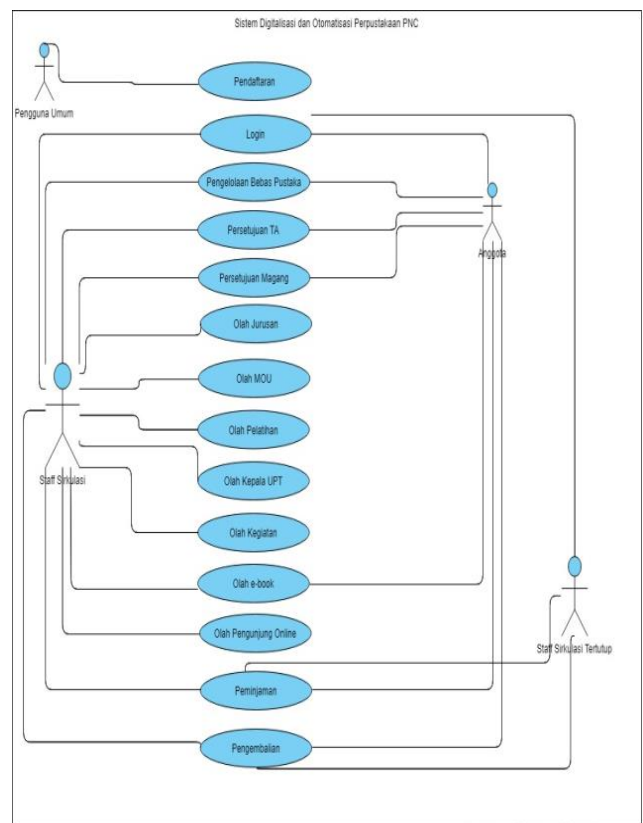 Sistem Digitalisasi dan Otomatisasi Perpustakaan PNC
Pendaftaran
Pengguna Umum
Login
Pengelolaan Bebas Pustaka
Persetujuan TA
Anggota
Persetujuan Magang
Olah Jurusan
Olah MOU
Olah Pelatihan
Staff Sirkulasi
Olah Kepala UPT
Olah Kegiatan
Olah e-book
Olah Pengunjung Online
Staff Sirkulasi Tertutup
Peminjaman
Pengembalian